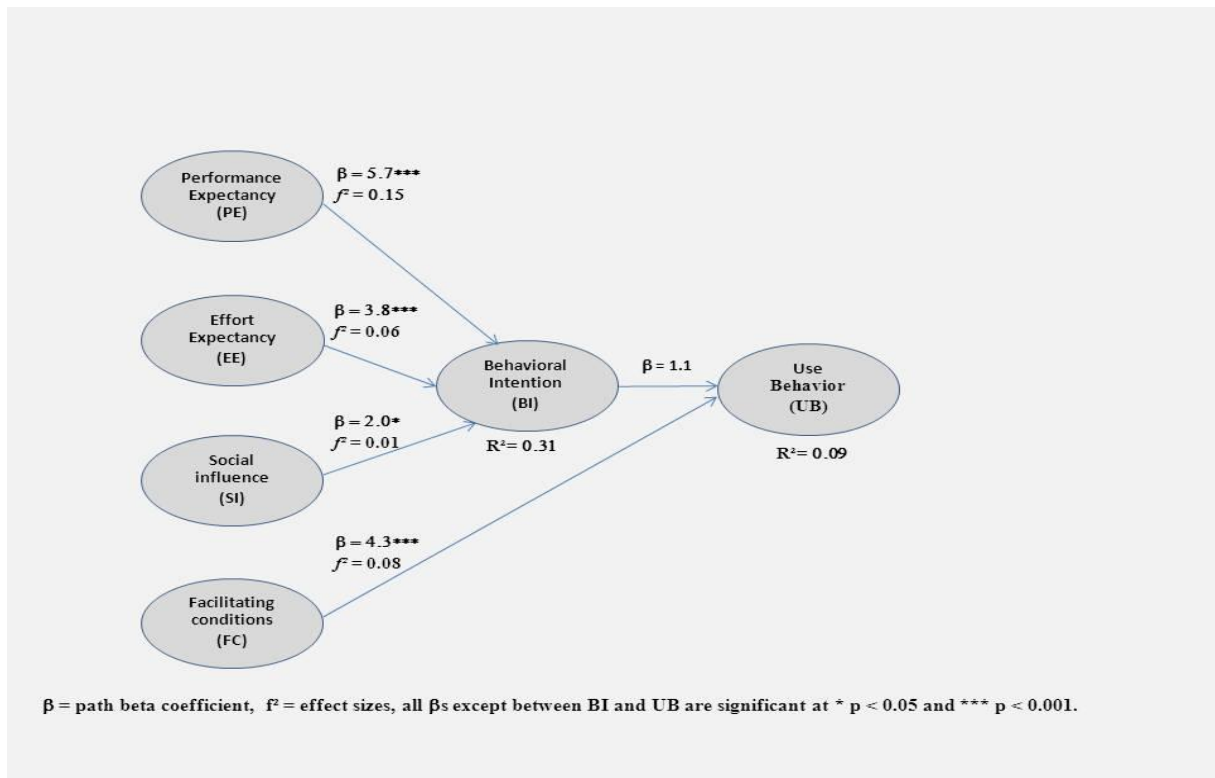 Performance
Expectancy
(PE)
β = 5.7***
f² = 0.15
Effort
Expectancy
(EE)
β = 3.8***
f² = 0.06
Social
influence
(SI)
β = 2.0*
f² = 0.01
Facilitating
conditions
(FC)
β = 4.3***
f² = 0.08
Behavioral
Intention
(BI)
R²= 0.31
β = 1.1
Use
Behavior
(UB)
R²= 0.09
β = path beta coefficient, f² = effect sizes, all βs except between BI and UB are significant at * p < 0.05 and *** p < 0.001.